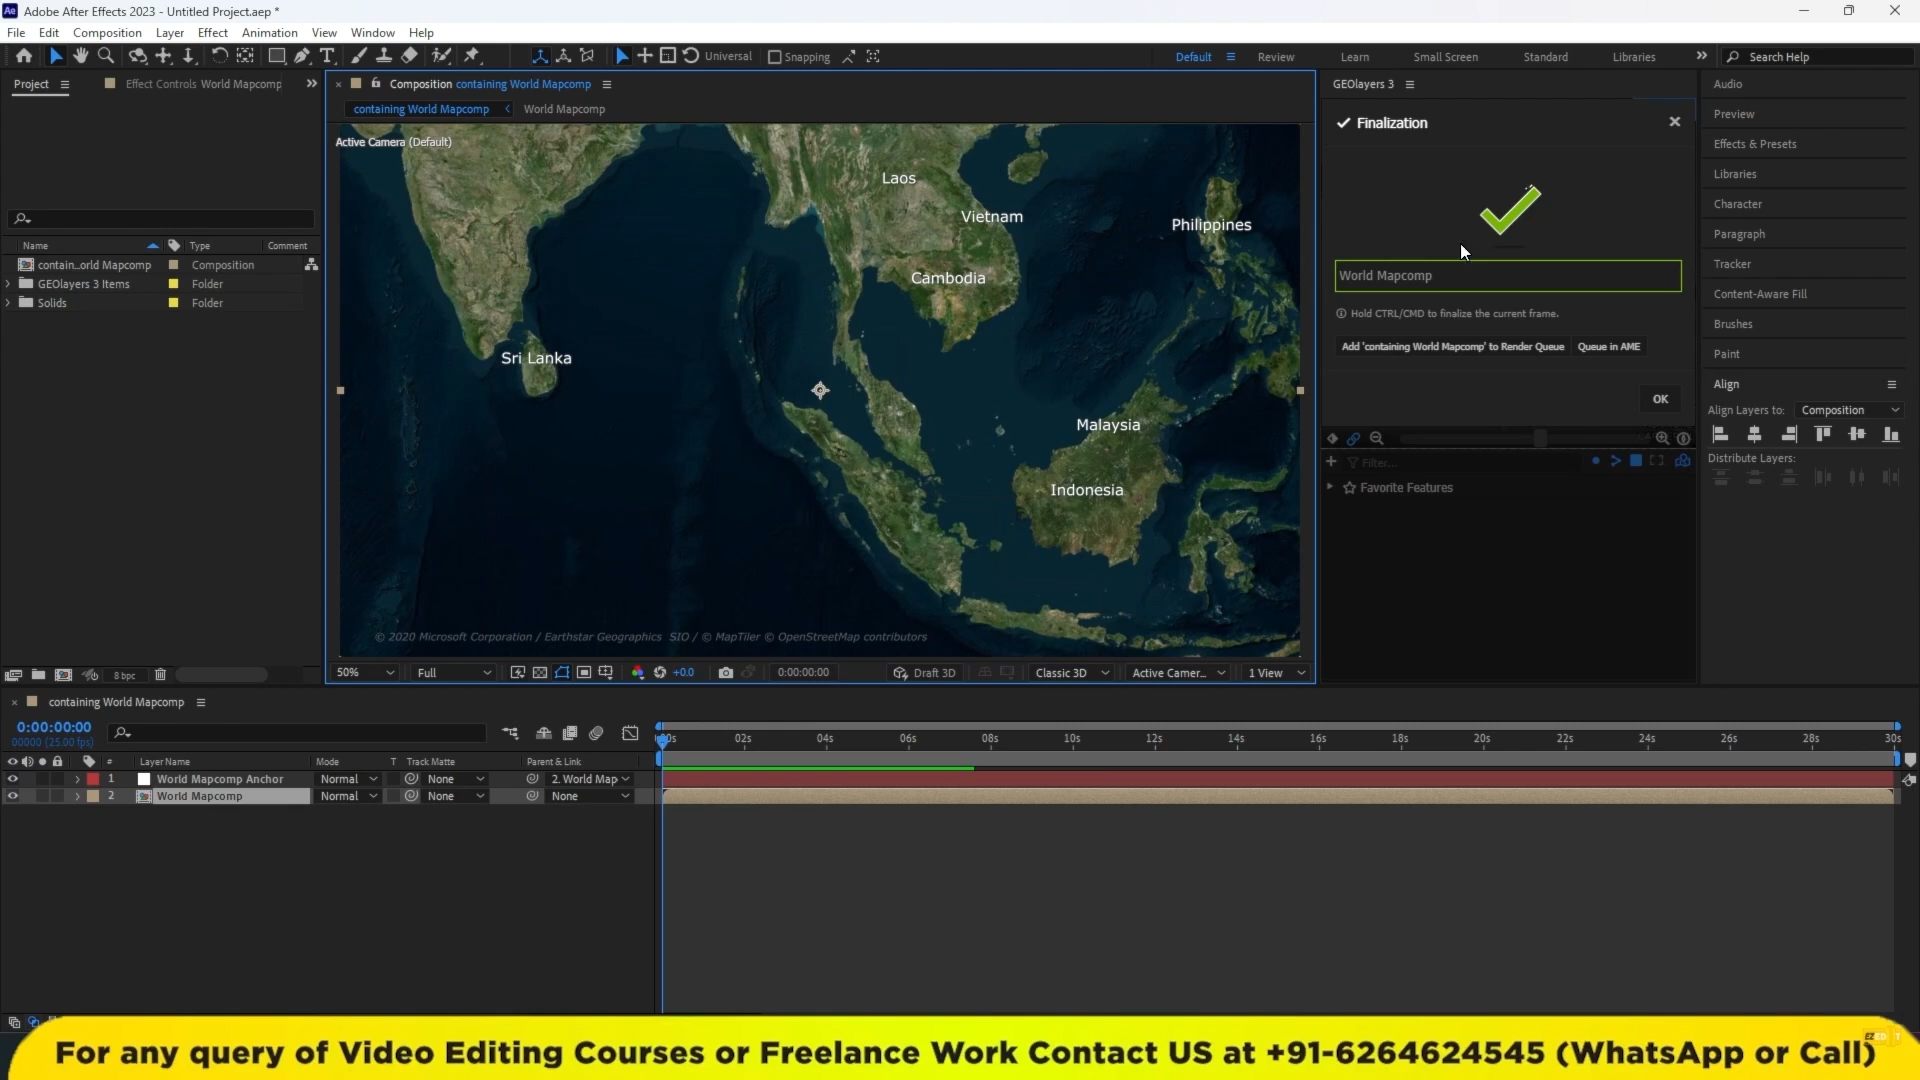 Adobe After Effects 2023 - Untitled Project.aep *
File Edit Composition Layer Effect Animation View Window Help
Universal Snapping Default Review Learn Small Screen Standard Libraries Search Help
Project Effect Controls World Mapcomp
Name Type Comment
contain...orld Mapcomp Composition
GEOlayers 3 Items Folder
Solids Folder
8 bpc
Composition containing World Mapcomp
containing World Mapcomp World Mapcomp
Active Camera (Default)
Laos
Vietnam
Philippines
Cambodia
Sri Lanka
Malaysia
Indonesia
© 2020 Microsoft Corporation / Earthstar Geographics SIO / © MapTiler © OpenStreetMap contributors
50% Full +0.0 0:00:00:00 Draft 3D Classic 3D Active Camer... 1 View
GEOlayers 3
Finalization
World Mapcomp
Hold CTRL/CMD to finalize the current frame.
Add 'containing World Mapcomp' to Render Queue Queue in AME
OK
Filter...
Favorite Features
Audio
Preview
Effects & Presets
Libraries
Character
Paragraph
Tracker
Content-Aware Fill
Brushes
Paint
Align
Align Layers to: Composition
Distribute Layers:
containing World Mapcomp
0:00:00:00
00000 (25.00 fps)
02s 04s 06s 08s 10s 12s 14s 16s 18s 20s 22s 24s 26s 28s 30s
# Layer Name Mode T Track Matte Parent & Link
1 World Mapcomp Anchor Normal None 2. World Map
2 World Mapcomp Normal None None
For any query of Video Editing Courses or Freelance Work Contact US at +91-6264624545 (WhatsApp or Call)